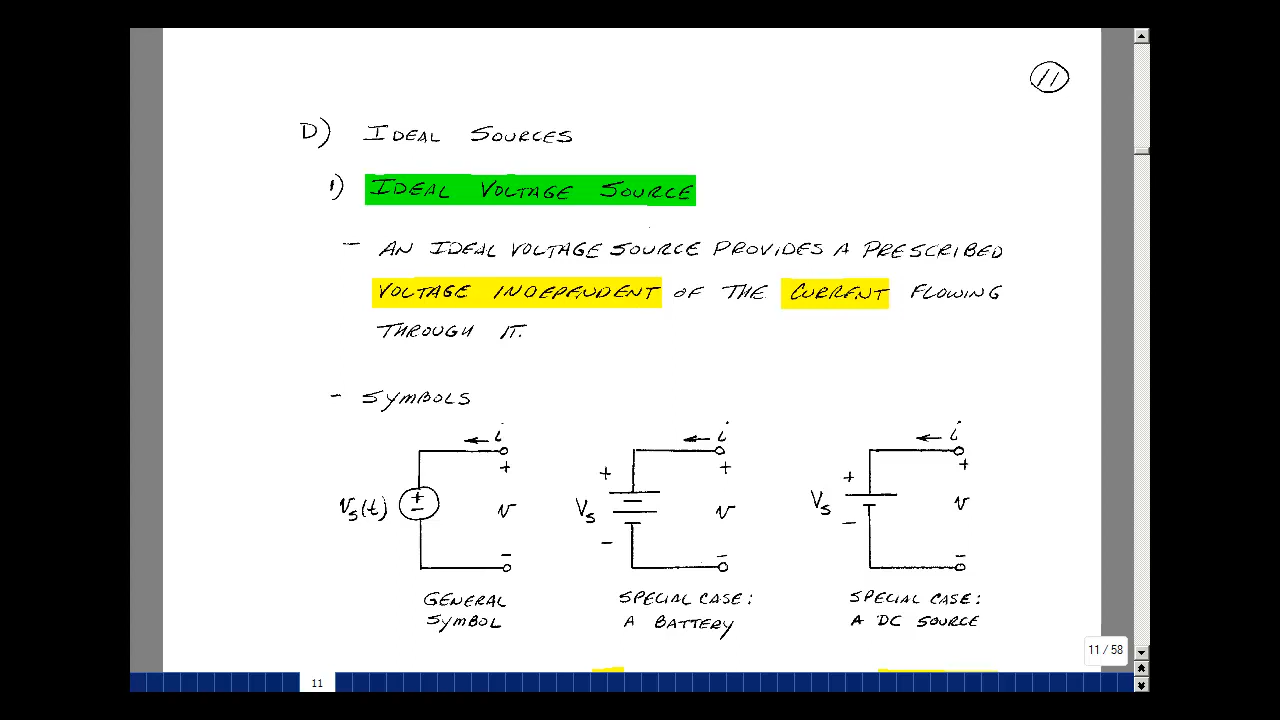 11
D) IDEAL SOURCES
1) IDEAL VOLTAGE SOURCE
- AN IDEAL VOLTAGE SOURCE PROVIDES A PRESCRIBED
VOLTAGE INDEPENDENT OF THE CURRENT FLOWING
THROUGH IT.
- SYMBOLS
i i i
+ + + + +
vs(t) + - v Vs v Vs v
- - - - -
GENERAL SPECIAL CASE: SPECIAL CASE:
SYMBOL A BATTERY A DC SOURCE
11 / 58
11